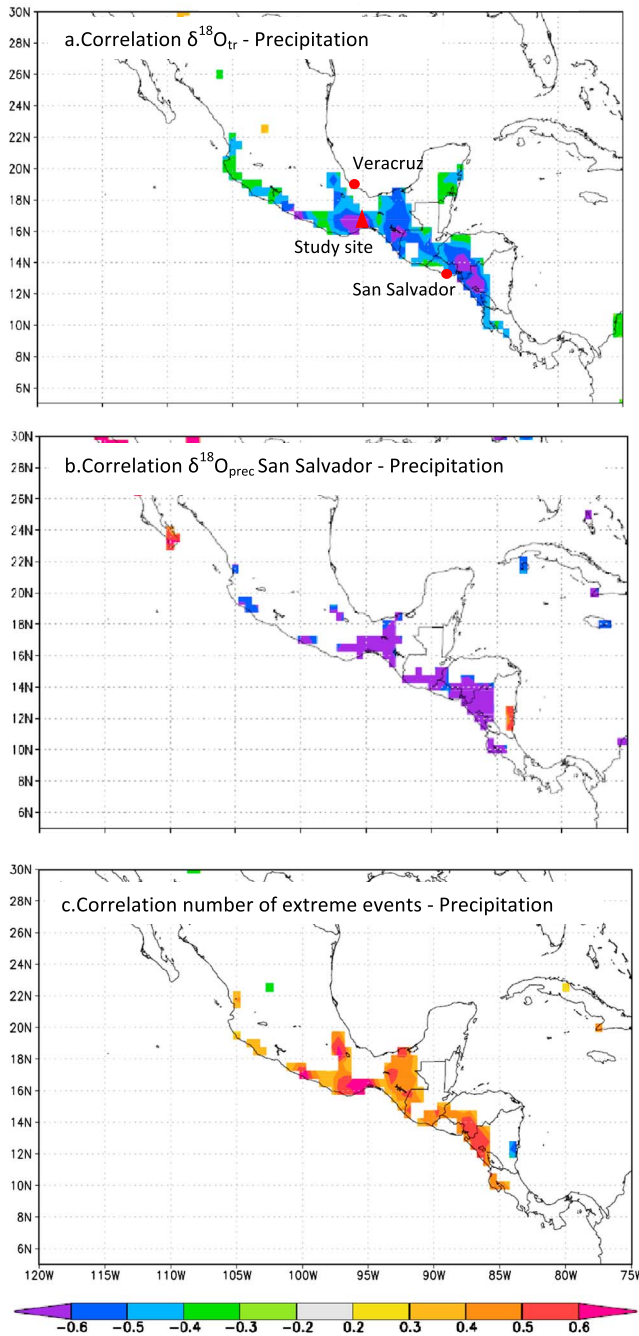 30N
a.Correlation δ18Otr - Precipitation
28N
26N
24N
22N
20N
Veracruz
18N
16N
Study site
14N
San Salvador
12N
10N
8N
6N
30N
b.Correlation δ18Oprec San Salvador - Precipitation
28N
26N
24N
22N
20N
18N
16N
14N
12N
10N
8N
6N
30N
c.Correlation number of extreme events - Precipitation
28N
26N
24N
22N
20N
18N
16N
14N
12N
10N
8N
6N
120W 115W 110W 105W 100W 95W 90W 85W 80W 75W
-0.6 -0.5 -0.4 -0.3 -0.2 0.2 0.3 0.4 0.5 0.6